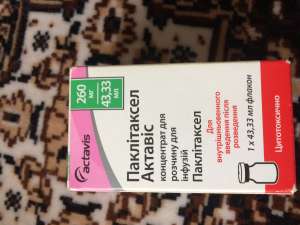 260
мг
43,33
мл
actavis
Паклітаксел
Актавіс
концентрат для
розчину для
інфузій
Паклітаксел
Для
внутрішньовенного
введення після
розведення
1 x 43,33 мл флакон
Цитотоксично